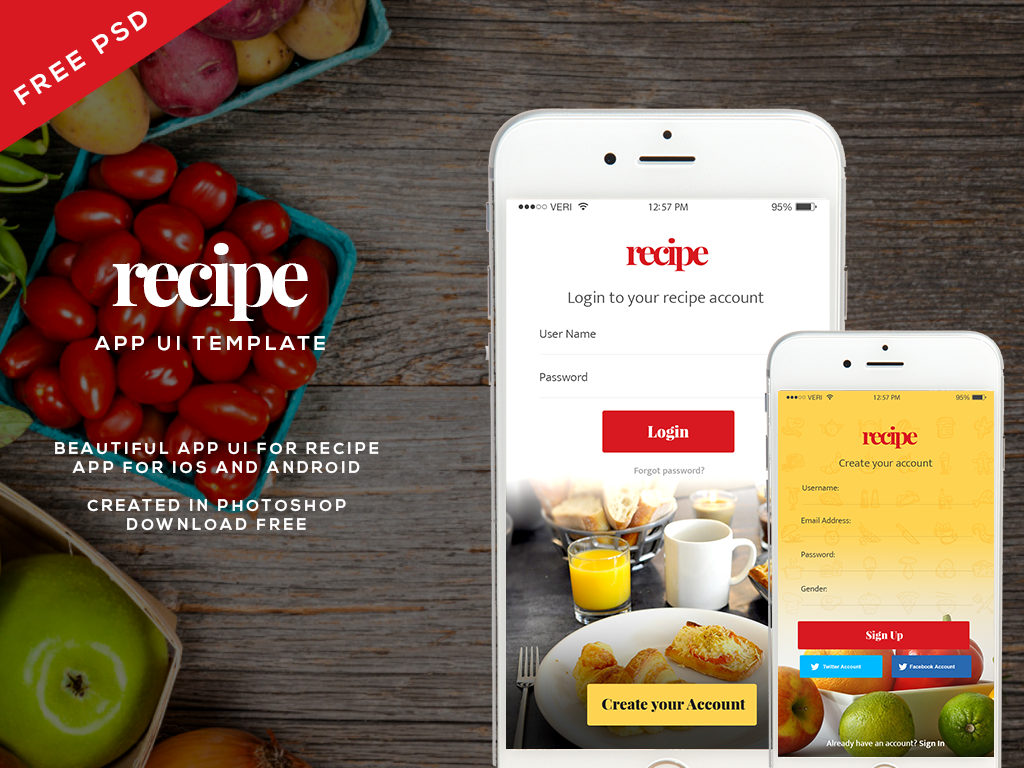 FREE PSD
recipe
APP UI TEMPLATE
BEAUTIFUL APP UI FOR RECIPE
APP FOR IOS AND ANDROID
CREATED IN PHOTOSHOP
DOWNLOAD FREE
VERI 12:57 PM 95%
recipe
Login to your recipe account
User Name
Password
Login
Forgot password?
Create your Account
VERI 12:57 PM 95%
recipe
Create your account
Username:
Email Address:
Password:
Gender:
Sign Up
Twitter Account Facebook Account
Already have an account? Sign In